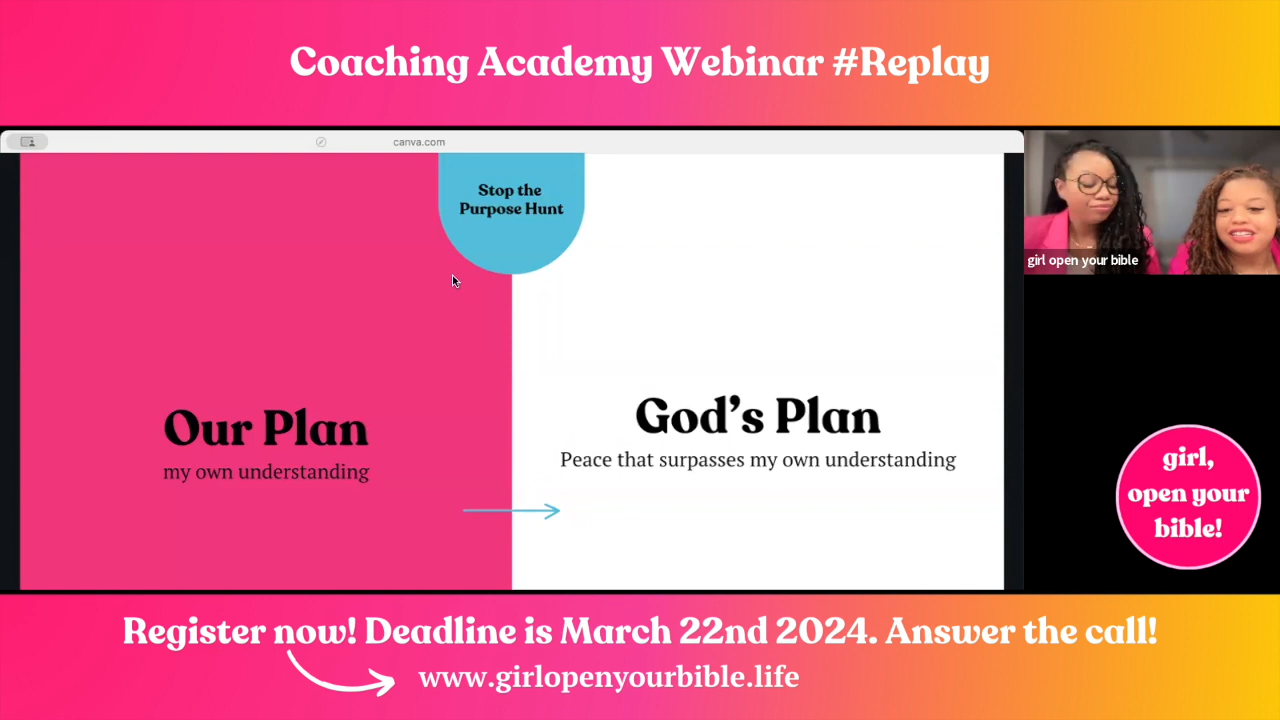 Coaching Academy Webinar #Replay
canva.com
Stop the
Purpose Hunt
Our Plan
my own understanding
God's Plan
Peace that surpasses my own understanding
girl open your bible
girl,
open your
bible!
Register now! Deadline is March 22nd 2024. Answer the call!
www.girlopenyourbible.life